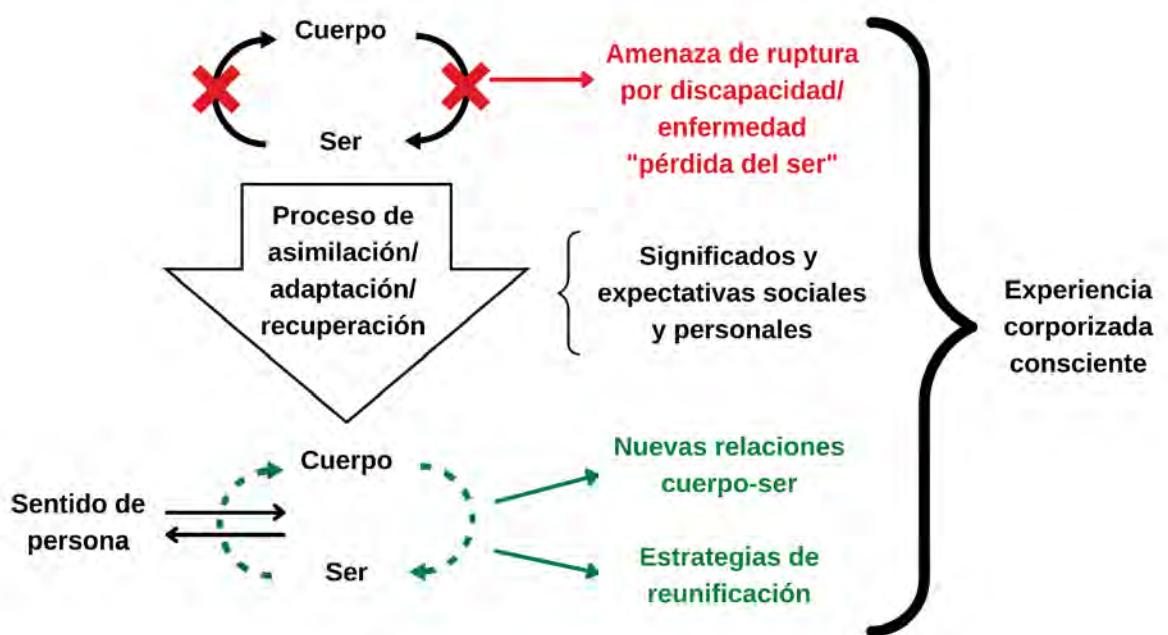 Cuerpo
Ser
Amenaza de ruptura
por discapacidad/
enfermedad
"pérdida del ser"
Proceso de
asimilación/
adaptación/
recuperación
Significados y
expectativas sociales
y personales
Experiencia
corporizada
consciente
Cuerpo
Ser
Sentido de
persona
Nuevas relaciones
cuerpo-ser
Estrategias de
reunificación